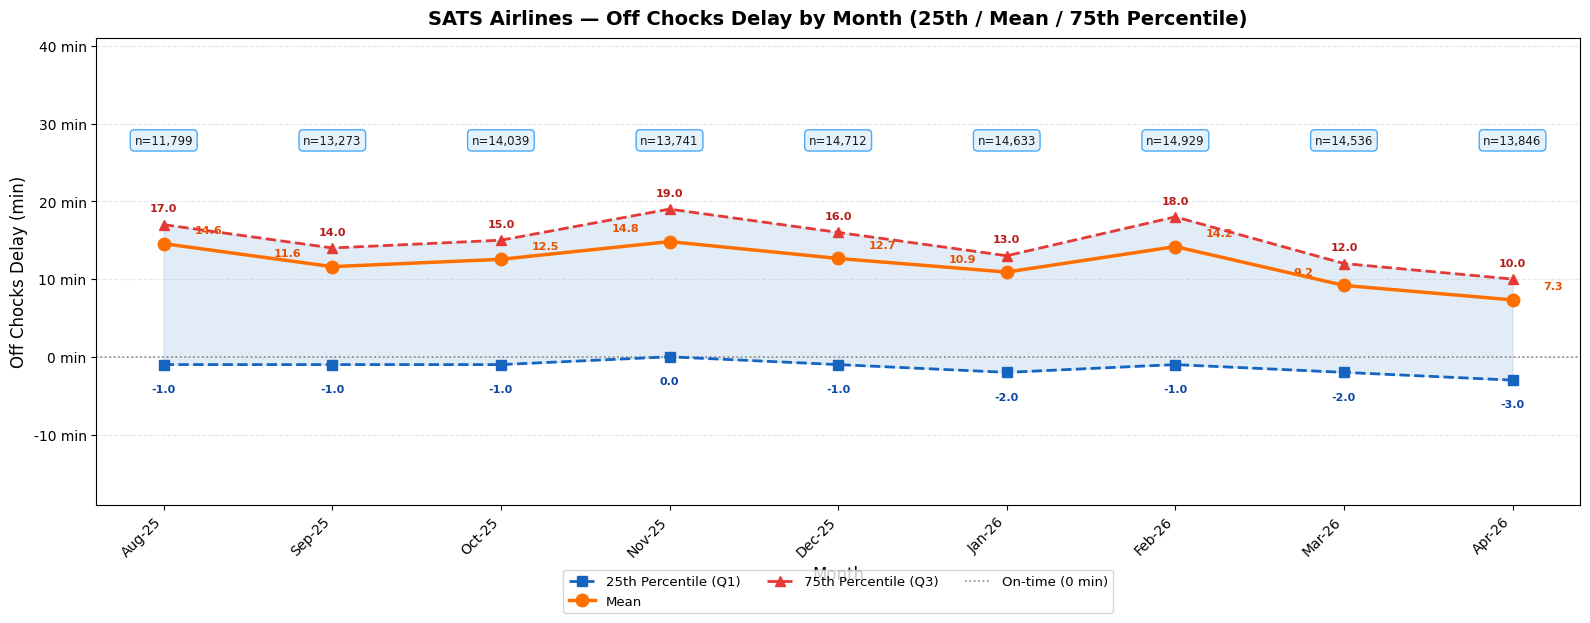 SATS Airlines — Off Chocks Delay by Month (25th / Mean / 75th Percentile)
Off Chocks Delay (min)
40 min
30 min
20 min
10 min
0 min
-10 min
n=11,799
n=13,273
n=14,039
n=13,741
n=14,712
n=14,633
n=14,929
n=14,536
n=13,846
17.0
14.0
15.0
19.0
16.0
13.0
18.0
12.0
10.0
14.6
11.6
12.5
14.8
12.7
10.9
14.2
9.2
7.3
-1.0
-1.0
-1.0
0.0
-1.0
-2.0
-1.0
-2.0
-3.0
Aug-25
Sep-25
Oct-25
Nov-25
Dec-25
Jan-26
Feb-26
Mar-26
Apr-26
Month
25th Percentile (Q1)
Mean
75th Percentile (Q3)
On-time (0 min)